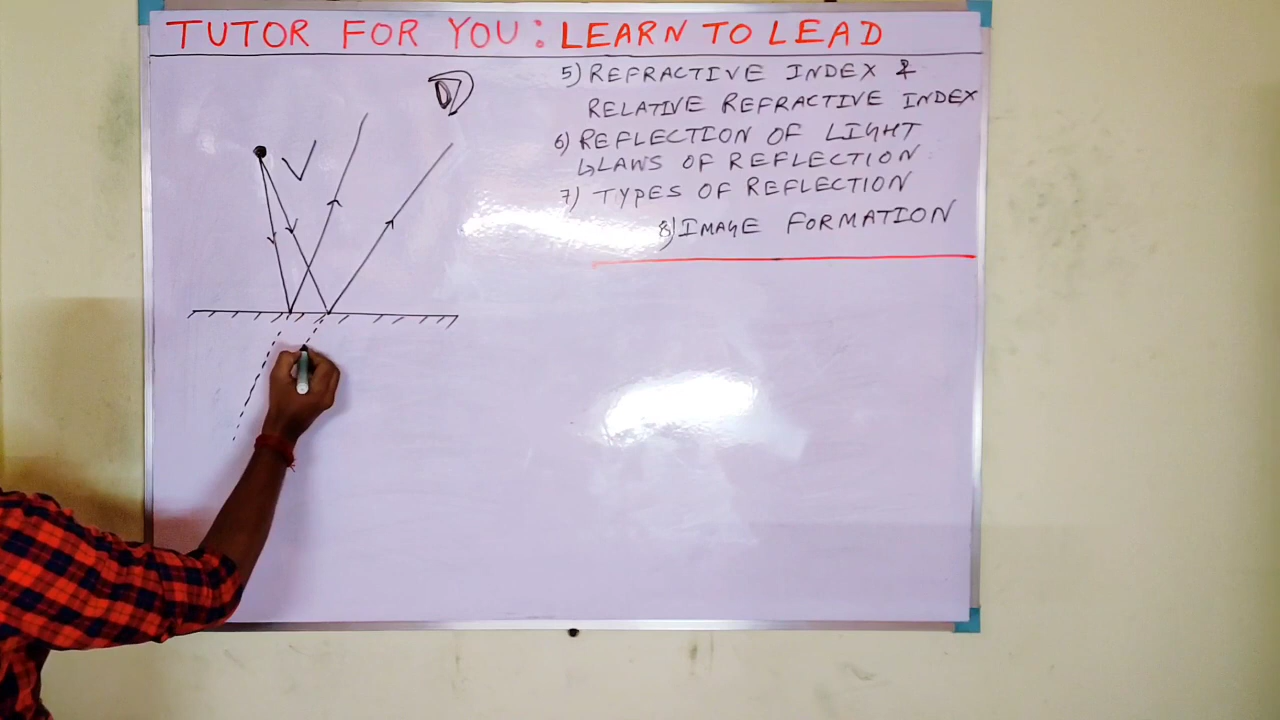 TUTOR FOR YOU : LEARN TO LEAD
5) REFRACTIVE INDEX &
RELATIVE REFRACTIVE INDEX
6) REFLECTION OF LIGHT
↳ LAWS OF REFLECTION
7) TYPES OF REFLECTION
8) IMAGE FORMATION